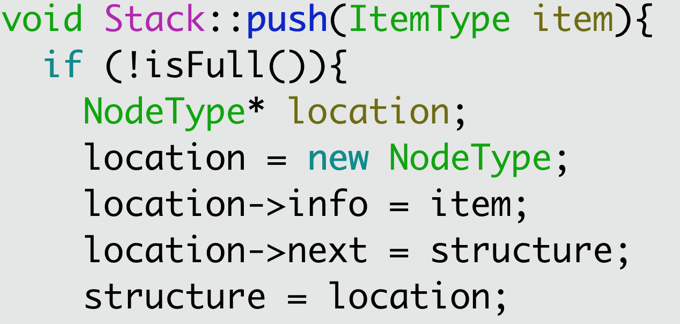 void Stack::push(ItemType item){
if (!isFull()){
NodeType* location;
location = new NodeType;
location->info = item;
location->next = structure;
structure = location;